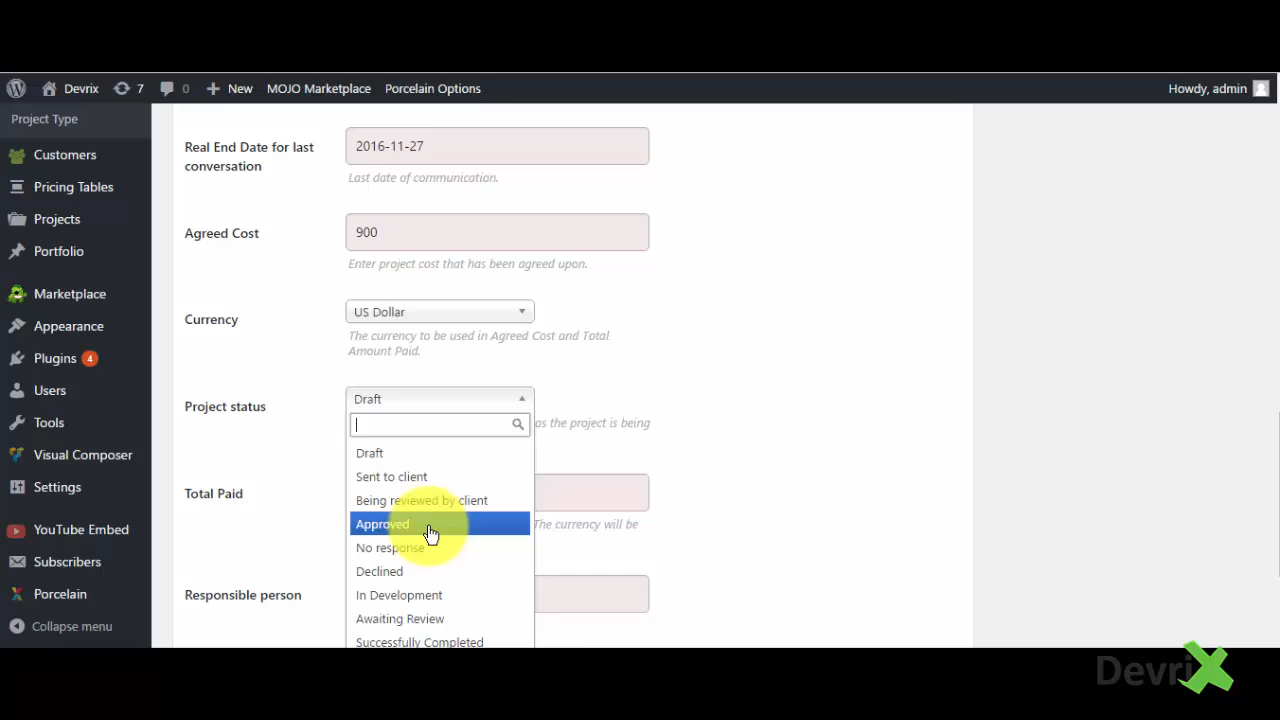 Devrix 7 0 New MOJO Marketplace Porcelain Options Howdy, admin
Project Type
Customers
Pricing Tables
Projects
Portfolio
Marketplace
Appearance
Plugins 4
Users
Tools
Visual Composer
Settings
YouTube Embed
Subscribers
Porcelain
Collapse menu
Real End Date for last
conversation
2016-11-27
Last date of communication.
Agreed Cost
900
Enter project cost that has been agreed upon.
Currency
US Dollar
The currency to be used in Agreed Cost and Total
Amount Paid.
Project status
Draft
as the project is being
Draft
Sent to client
Being reviewed by client
Approved
No response
Declined
In Development
Awaiting Review
Successfully Completed
Total Paid
The currency will be
Responsible person
DevriX